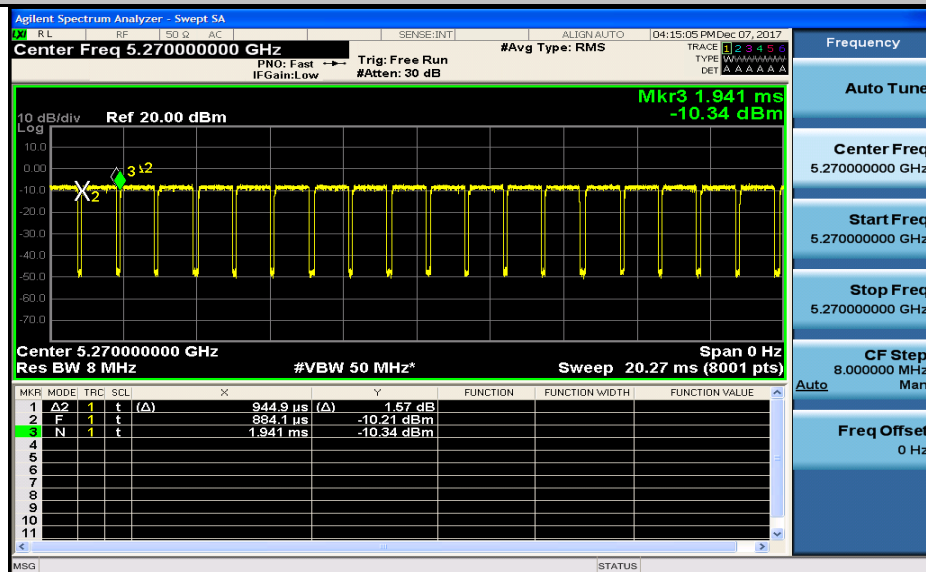 Agilent Spectrum Analyzer - Swept SA
LXI RL RF 50 Ω AC SENSE:INT ALIGN AUTO 04:15:05 PM Dec 07, 2017
Center Freq 5.270000000 GHz #Avg Type: RMS TRACE 1 2 3 4 5 6
PNO: Fast Trig: Free Run TYPE WWWWWW
IFGain:Low #Atten: 30 dB DET A A A A A A
Mkr3 1.941 ms
10 dB/div Ref 20.00 dBm -10.34 dBm
Log
10.0
0.00
-10.0
-20.0
-30.0
-40.0
-50.0
-60.0
-70.0
3
Δ2
2
Center 5.270000000 GHz Span 0 Hz
Res BW 8 MHz #VBW 50 MHz* Sweep 20.27 ms (8001 pts)
MKR MODE TRC SCL X Y FUNCTION FUNCTION WIDTH FUNCTION VALUE
1 Δ2 1 t (Δ) 944.9 µs (Δ) 1.57 dB
2 F 1 t 884.1 µs -10.21 dBm
3 N 1 t 1.941 ms -10.34 dBm
4
5
6
7
8
9
10
11
MSG STATUS
Frequency
Auto Tune
Center Freq
5.270000000 GHz
Start Freq
5.270000000 GHz
Stop Freq
5.270000000 GHz
CF Step
8.000000 MHz
Auto Man
Freq Offset
0 Hz